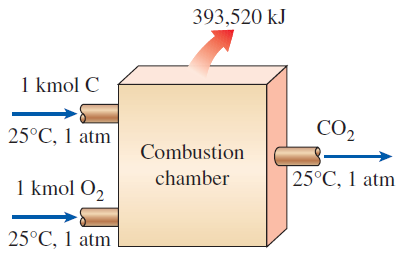 393,520 kJ
1 kmol C
25°C, 1 atm
Combustion
chamber
CO₂
25°C, 1 atm
1 kmol O₂
25°C, 1 atm